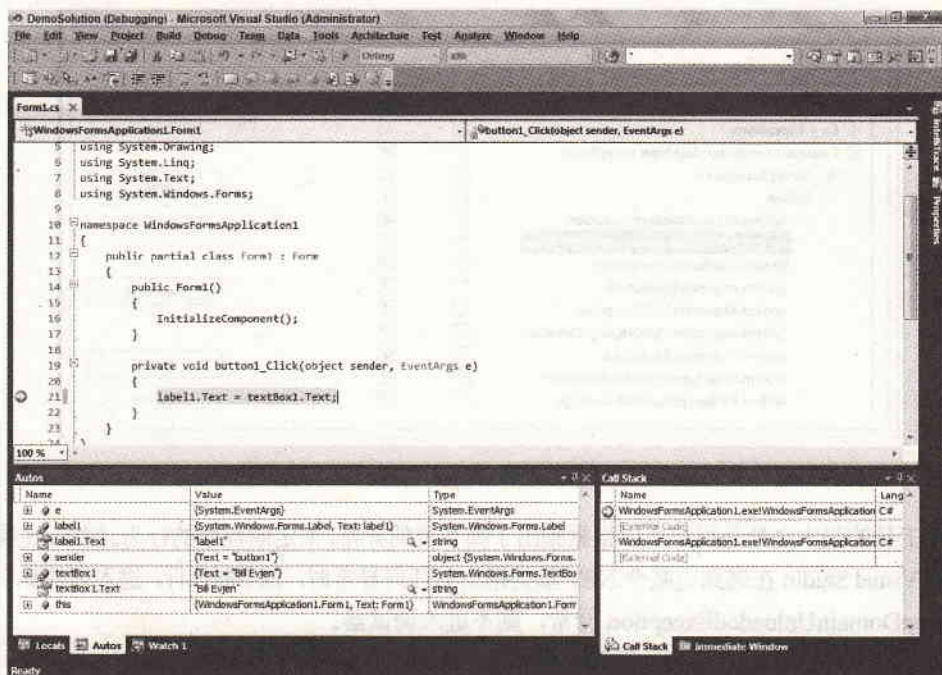 DemoSolution (Debugging) - Microsoft Visual Studio (Administrator)
File Edit View Project Build Debug Team Data Tools Architecture Test Analyze Window Help
Debug x86
Form1.cs
WindowsFormsApplication1.Form1 button1_Click(object sender, EventArgs e)
5 using System.Drawing;
6 using System.Linq;
7 using System.Text;
8 using System.Windows.Forms;
9
10 namespace WindowsFormsApplication1
11 {
12 public partial class Form1 : Form
13 {
14 public Form1()
15 {
16 InitializeComponent();
17 }
18
19 private void button1_Click(object sender, EventArgs e)
20 {
21 label1.Text = textBox1.Text;
22 }
23 }
24 }
100 %
IntelliTrace
Properties
Autos
Name Value Type
e {System.EventArgs} System.EventArgs
label1 {System.Windows.Forms.Label, Text: label1} System.Windows.Forms.Label
label1.Text "label1" string
sender {Text = "button1"} object {System.Windows.Forms.
textBox1 {Text = "Bill Evjen"} System.Windows.Forms.TextBox
textBox1.Text "Bill Evjen" string
this {WindowsFormsApplication1.Form1, Text: Form1} WindowsFormsApplication1.Form
Locals Autos Watch 1
Call Stack
Name Lang
WindowsFormsApplication1.exe!WindowsFormsApplication C#
[External Code]
WindowsFormsApplication1.exe!WindowsFormsApplication C#
[External Code]
Call Stack Immediate Window
Ready